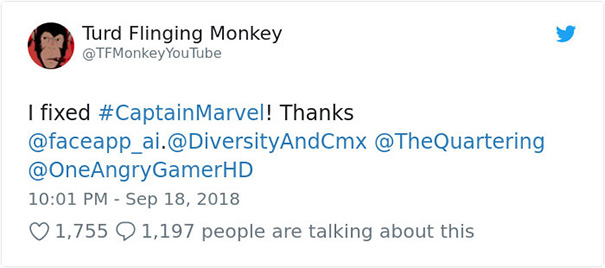 Turd Flinging Monkey
@TFMonkeyYouTube
I fixed #CaptainMarvel! Thanks
@faceapp_ai.@DiversityAndCmx @TheQuartering
@OneAngryGamerHD
10:01 PM - Sep 18, 2018
1,755 1,197 people are talking about this